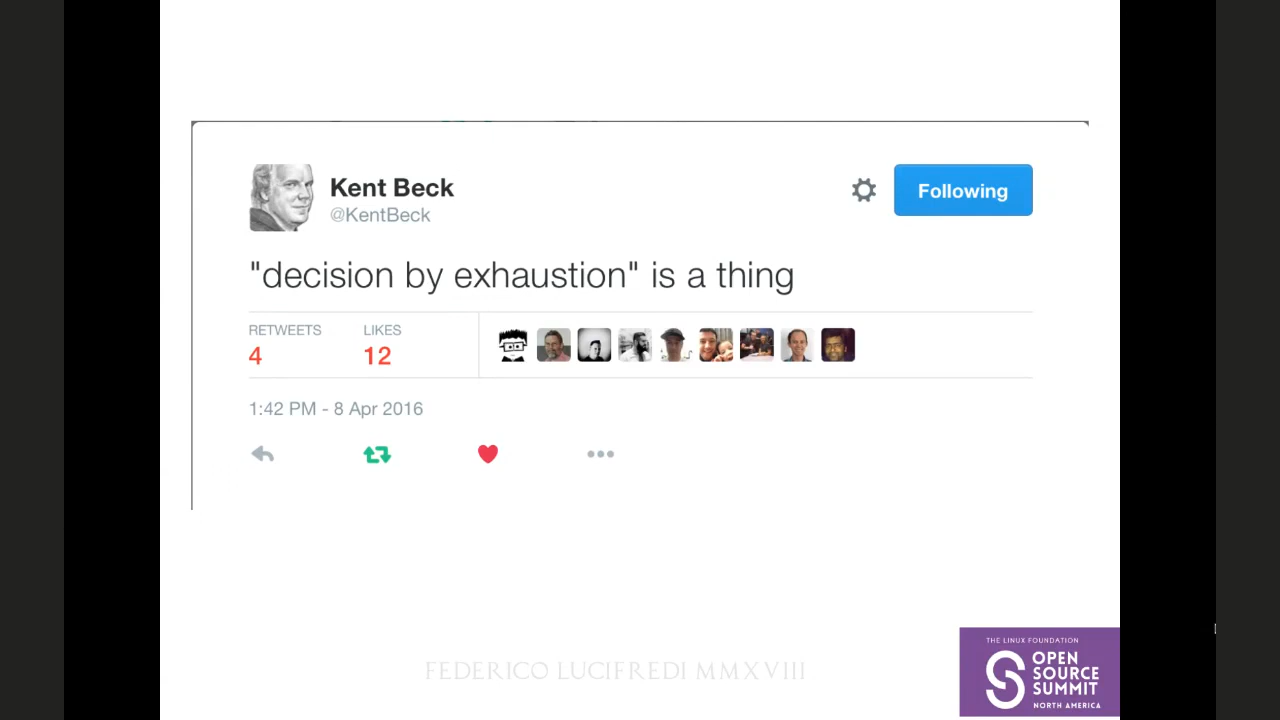 Kent Beck
@KentBeck
Following
"decision by exhaustion" is a thing
RETWEETS
LIKES
4
12
1:42 PM - 8 Apr 2016
FEDERICO LUCIFREDI MMXVIII
THE LINUX FOUNDATION
OPEN
SOURCE
SUMMIT
NORTH AMERICA